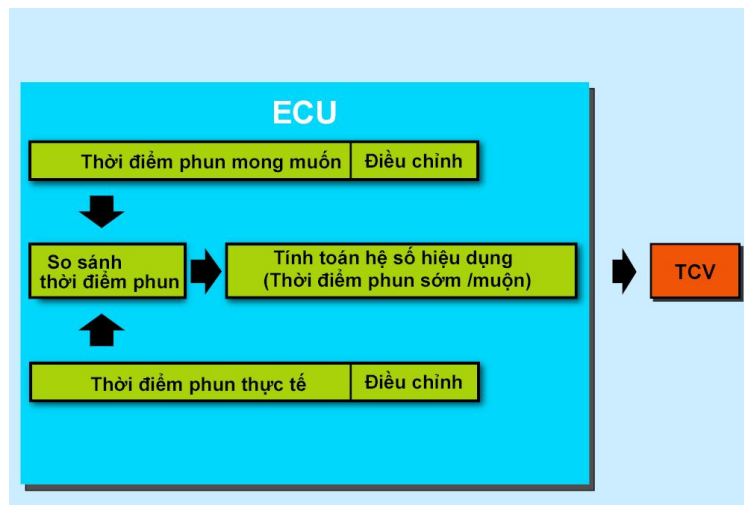 ECU
Thời điểm phun mong muốn
Điều chỉnh
So sánh
thời điểm phun
Tính toán hệ số hiệu dụng
(Thời điểm phun sớm /muộn)
TCV
Thời điểm phun thực tế
Điều chỉnh